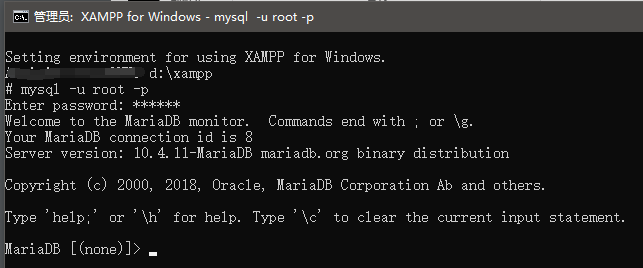 管理员: XAMPP for Windows - mysql  -u root -p
Setting environment for using XAMPP for Windows.
d:\xampp
# mysql -u root -p
Enter password: ******
Welcome to the MariaDB monitor.  Commands end with ; or \g.
Your MariaDB connection id is 8
Server version: 10.4.11-MariaDB mariadb.org binary distribution
Copyright (c) 2000, 2018, Oracle, MariaDB Corporation Ab and others.
Type 'help;' or '\h' for help. Type '\c' to clear the current input statement.
MariaDB [(none)]>